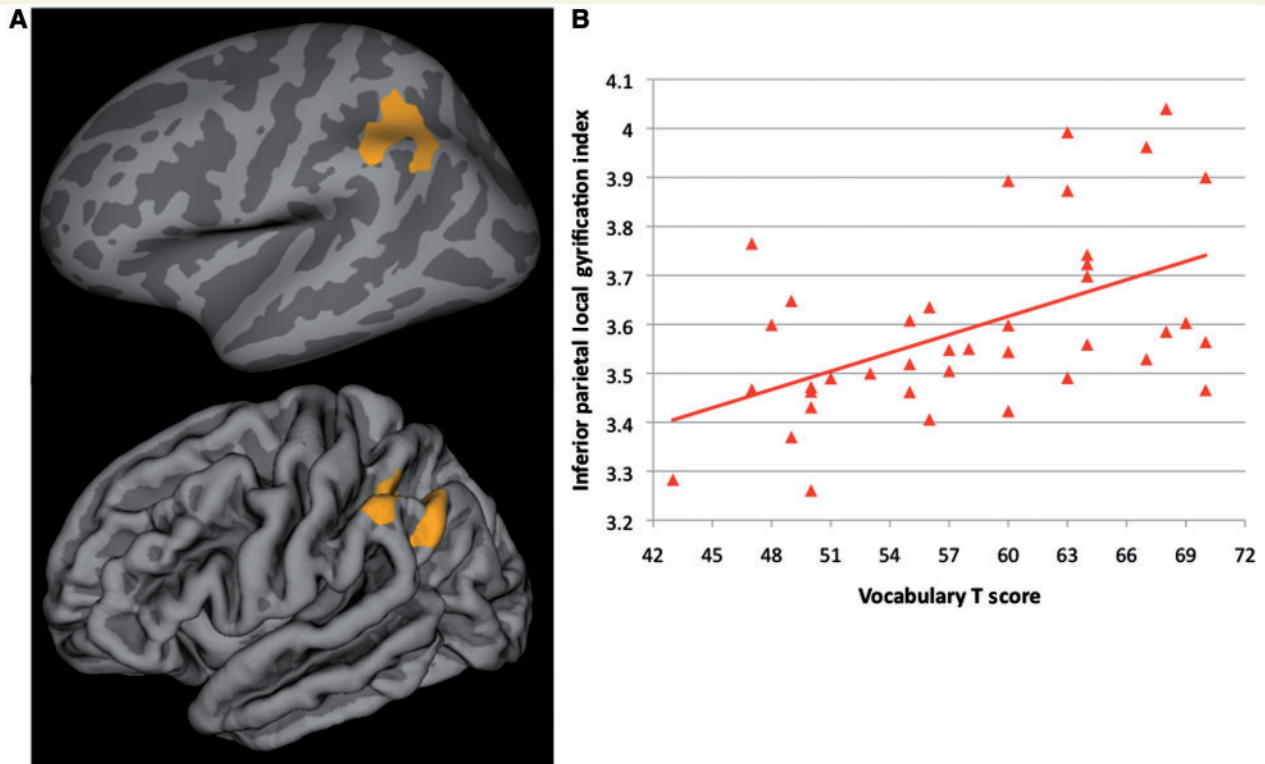 A
B
4.1
4
3.9
3.8
3.7
3.6
3.5
3.4
3.3
3.2
Inferior parietal local gyrification index
42 45 48 51 54 57 60 63 66 69 72
Vocabulary T score